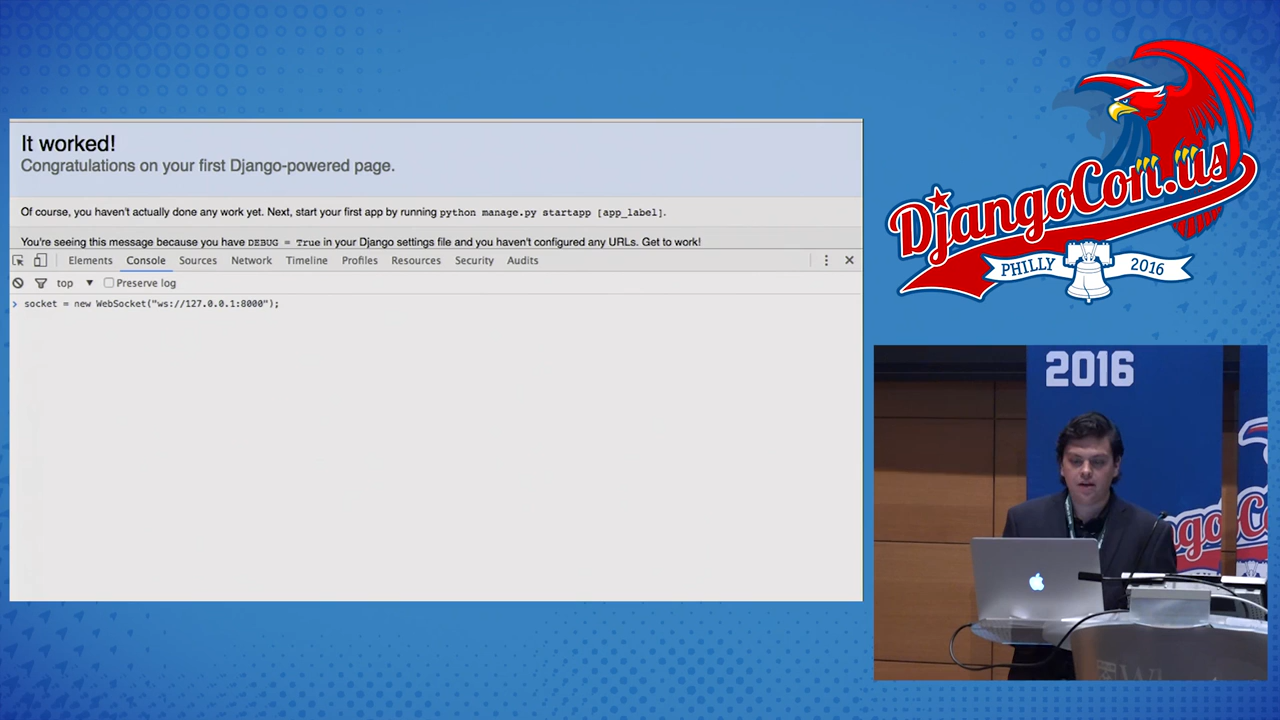 It worked!
Congratulations on your first Django-powered page.
Of course, you haven't actually done any work yet. Next, start your first app by running python manage.py startapp [app_label].
You're seeing this message because you have DEBUG = True in your Django settings file and you haven't configured any URLs. Get to work!
Elements Console Sources Network Timeline Profiles Resources Security Audits
top Preserve log
> socket = new WebSocket("ws://127.0.0.1:8000");
DjangoCon.us
PHILLY 2016
2016